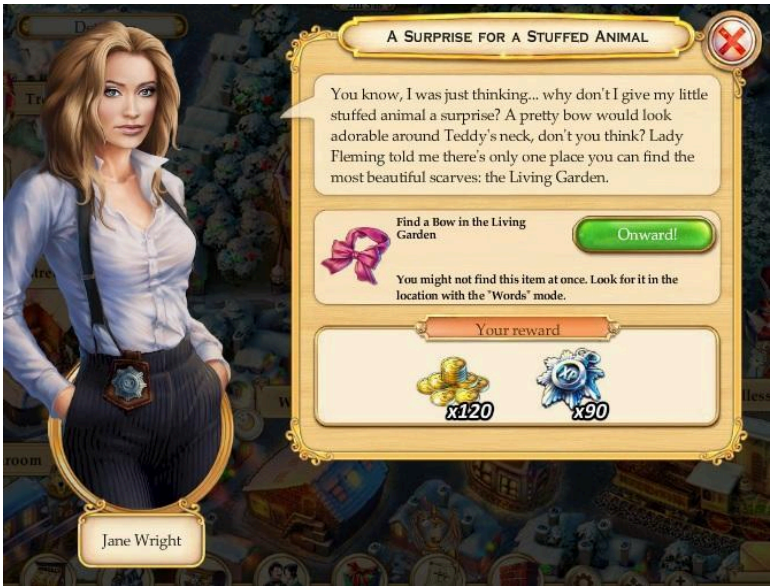 A Surprise for a Stuffed Animal
You know, I was just thinking... why don't I give my little
stuffed animal a surprise? A pretty bow would look
adorable around Teddy's neck, don't you think? Lady
Fleming told me there's only one place you can find the
most beautiful scarves: the Living Garden.
Find a Bow in the Living
Garden
Onward!
You might not find this item at once. Look for it in the
location with the "Words" mode.
Your reward
XP
x120
x90
room
Jane Wright